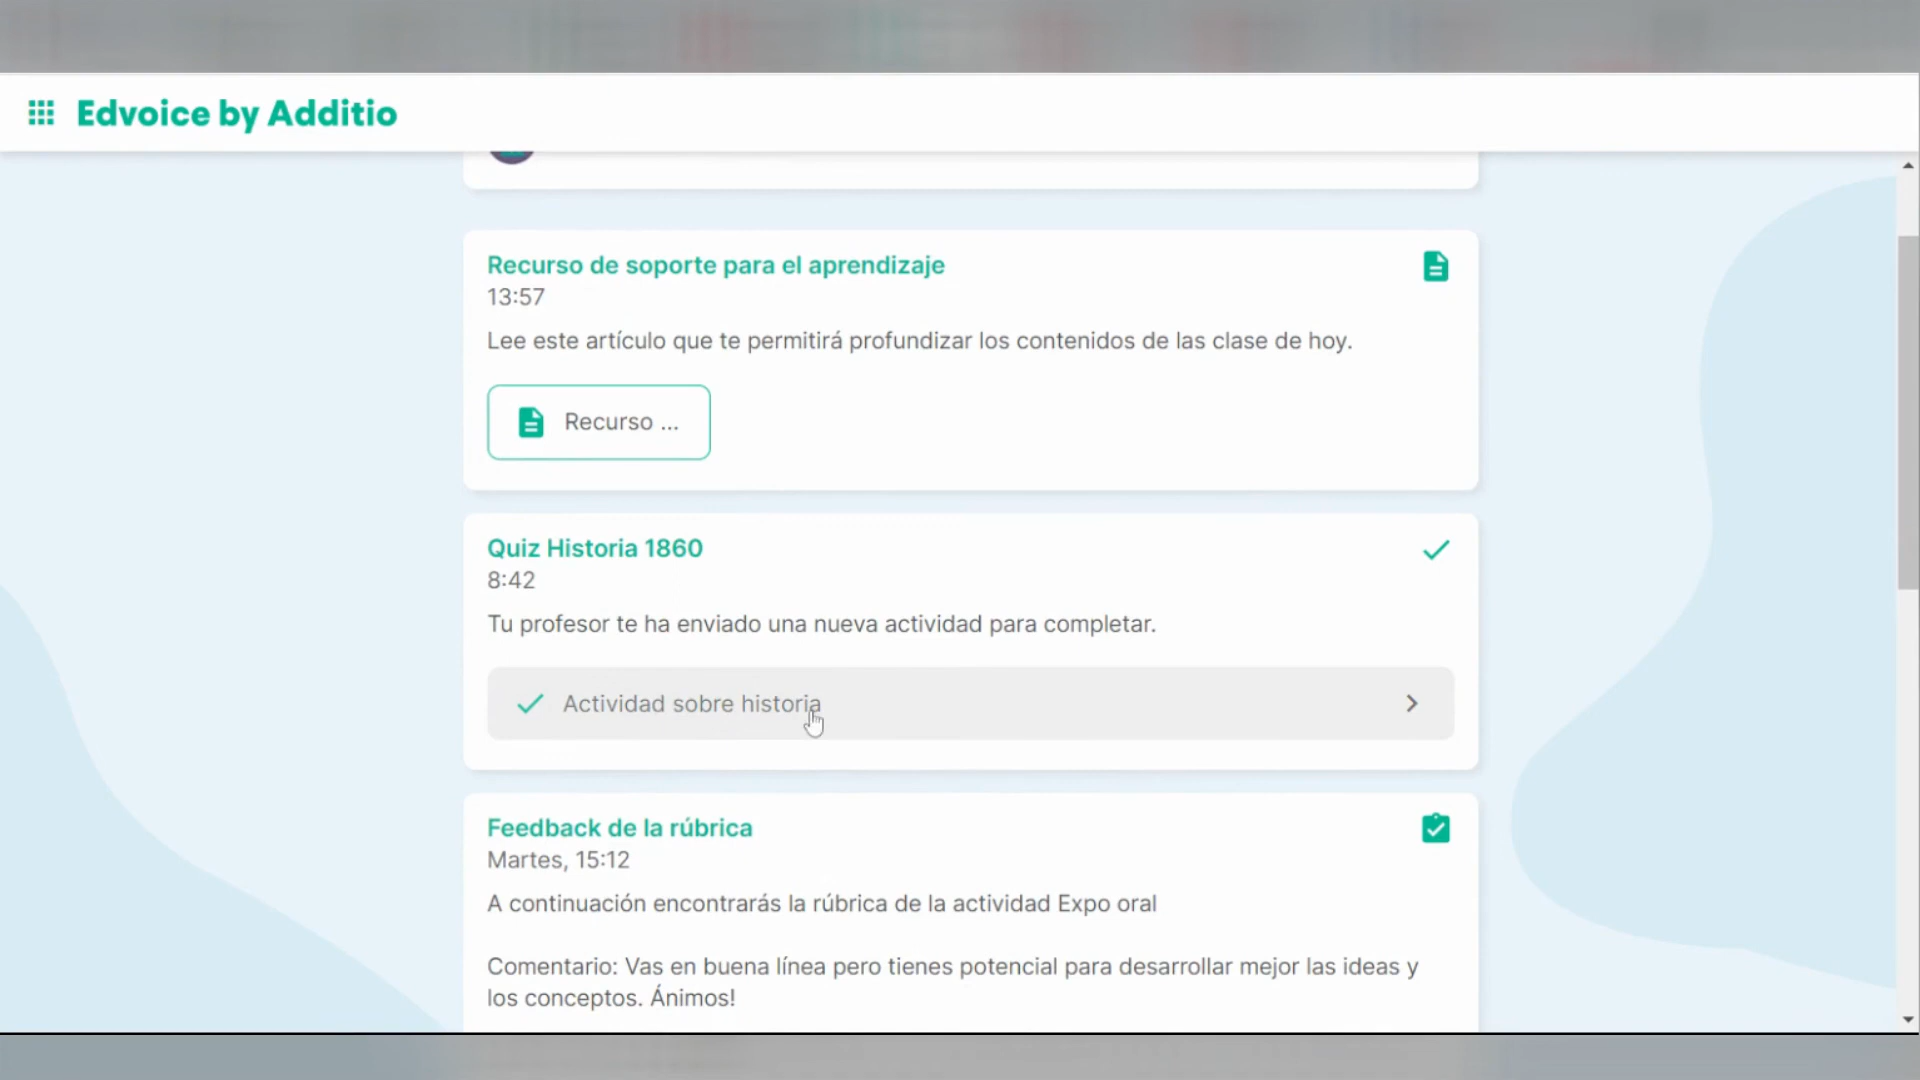 Edvoice by Additio
Recurso de soporte para el aprendizaje
13:57
Lee este artículo que te permitirá profundizar los contenidos de las clase de hoy.
Recurso ...
Quiz Historia 1860
8:42
Tu profesor te ha enviado una nueva actividad para completar.
Actividad sobre historia
Feedback de la rúbrica
Martes, 15:12
A continuación encontrarás la rúbrica de la actividad Expo oral
Comentario: Vas en buena línea pero tienes potencial para desarrollar mejor las ideas y
los conceptos. Ánimos!